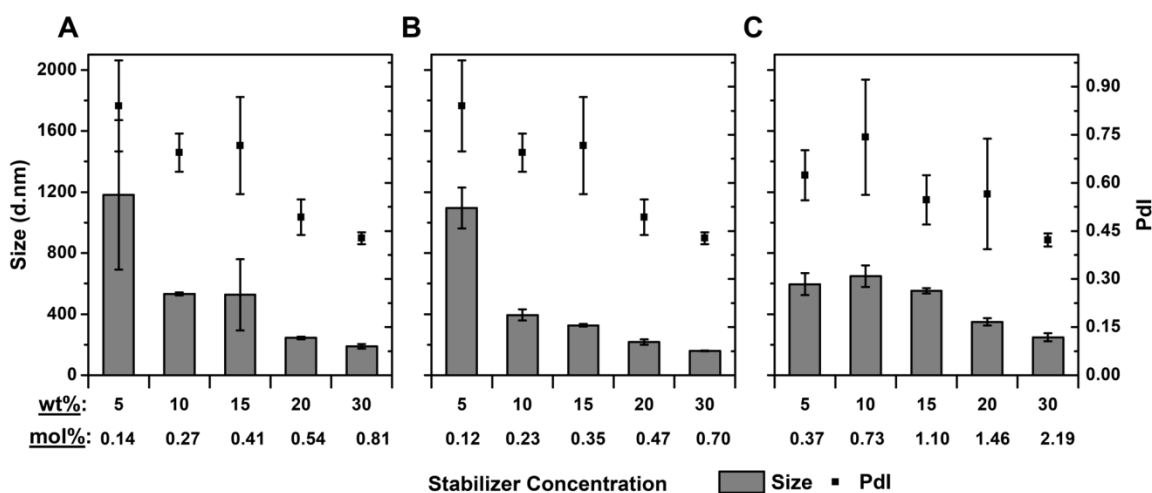 A B C
2000 0.90
1600 0.75
1200 0.60
Size (d.nm) PdI
0.45
800 0.30
400 0.15
0 0.00
wt%: 5 10 15 20 30 5 10 15 20 30 5 10 15 20 30
mol%: 0.14 0.27 0.41 0.54 0.81 0.12 0.23 0.35 0.47 0.70 0.37 0.73 1.10 1.46 2.19
Stabilizer Concentration Size PdI